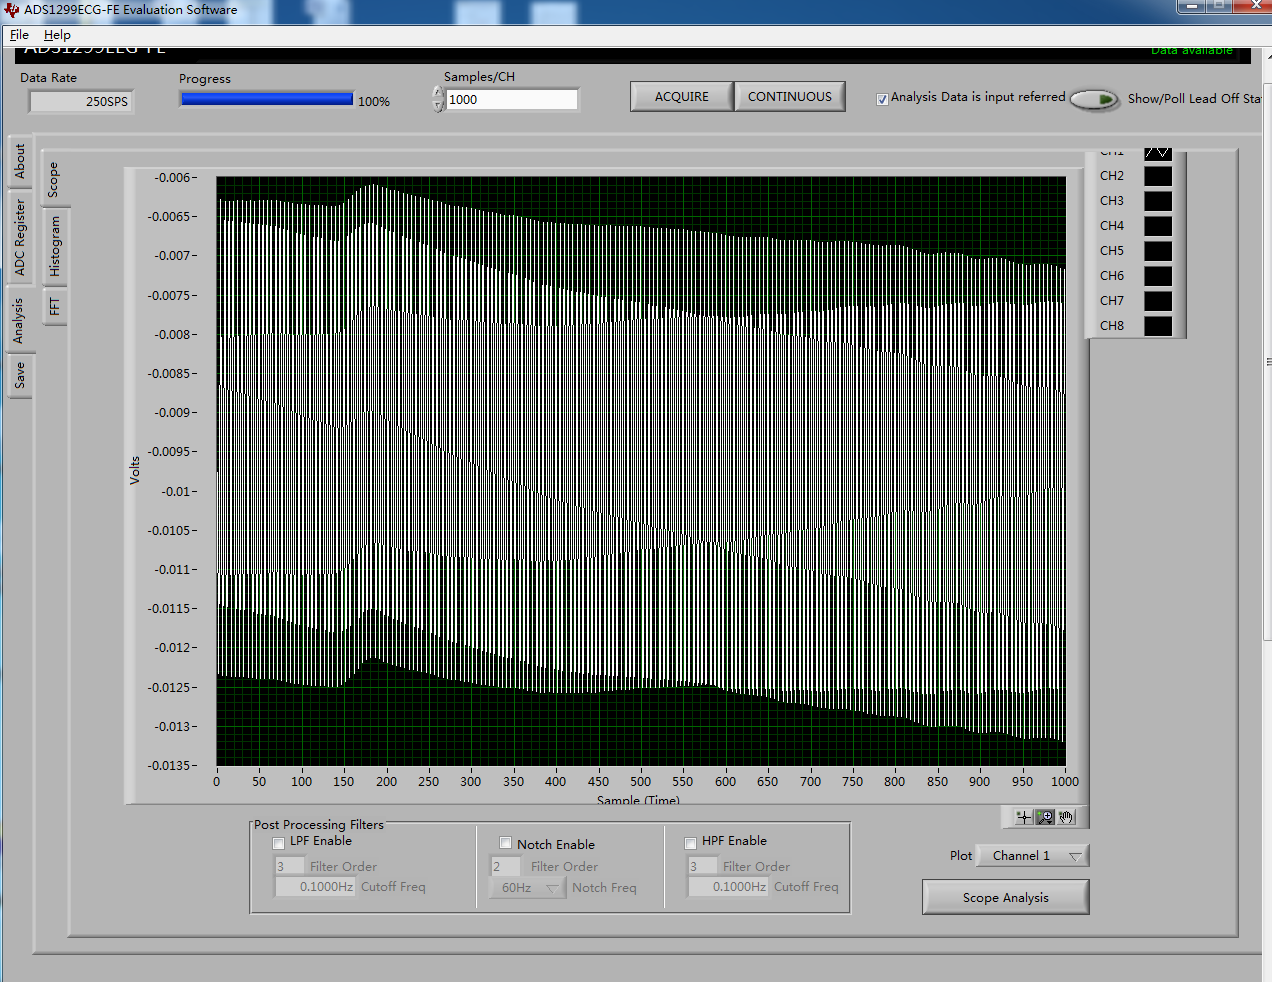 ADS1299ECG-FE Evaluation Software
File Help
ADS1299EEG-FE
Data available
Data Rate
250SPS
Progress
100%
Samples/CH
1000
ACQUIRE
CONTINUOUS
Analysis Data is input referred
Show/Poll Lead Off Stat
About
ADC Register
Analysis
Save
Scope
Histogram
FFT
CH1
CH2
CH3
CH4
CH5
CH6
CH7
CH8
Volts
-0.006
-0.0065
-0.007
-0.0075
-0.008
-0.0085
-0.009
-0.0095
-0.01
-0.0105
-0.011
-0.0115
-0.012
-0.0125
-0.013
-0.0135
0 50 100 150 200 250 300 350 400 450 500 550 600 650 700 750 800 850 900 950 1000
Sample (Time)
Post Processing Filters
LPF Enable
3 Filter Order
0.1000Hz Cutoff Freq
Notch Enable
2 Filter Order
60Hz Notch Freq
HPF Enable
3 Filter Order
0.1000Hz Cutoff Freq
Plot Channel 1
Scope Analysis